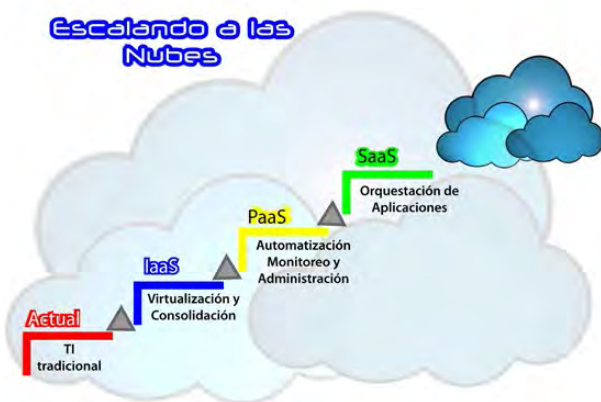 Escalando a las
Nubes
SaaS
Orquestación de
Aplicaciones
PaaS
Automatización
Monitoreo y
Administración
IaaS
Virtualización y
Consolidación
Actual
TI
tradicional